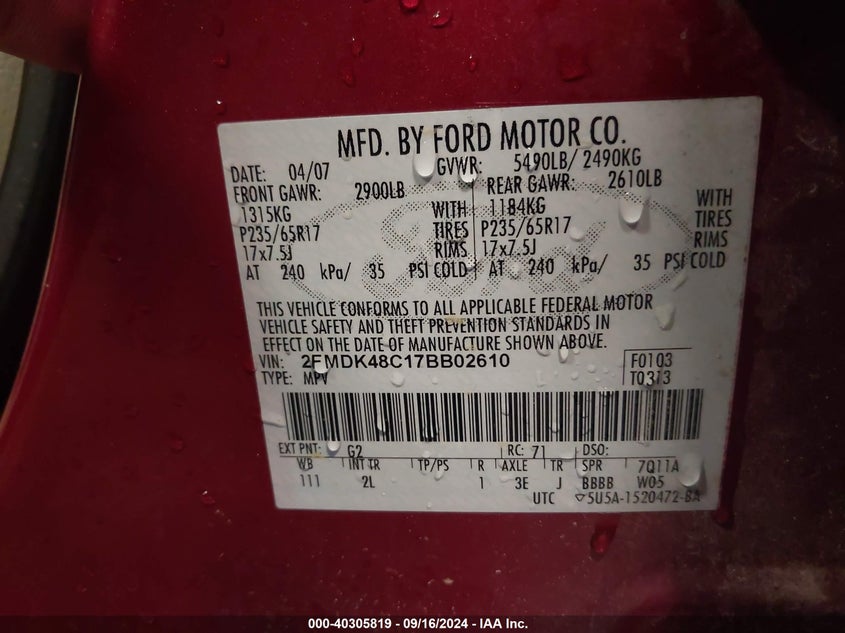 MFD. BY FORD MOTOR CO.
DATE: 04/07 GVWR: 5490LB/ 2490KG
FRONT GAWR: 2900LB REAR GAWR: 2610LB
1315KG WITH 1184KG WITH
P235/65R17 TIRES P235/65R17 TIRES
17x7.5J RIMS 17x7.5J RIMS
AT 240 kPa/ 35 PSI COLD AT 240 kPa/ 35 PSI COLD
THIS VEHICLE CONFORMS TO ALL APPLICABLE FEDERAL MOTOR
VEHICLE SAFETY AND THEFT PREVENTION STANDARDS IN
EFFECT ON THE DATE OF MANUFACTURE SHOWN ABOVE.
VIN: 2FMDK48C17BB02610 F0103
TYPE: MPV T0313
EXT PNT: G2 RC: 71 DSO:
WB INT TR TP/PS R AXLE TR SPR 7Q11A
111 2L 1 3E J BBBB W05
UTC ▽5U5A-1520472-BA
000-40305819 - 09/16/2024 - IAA Inc.